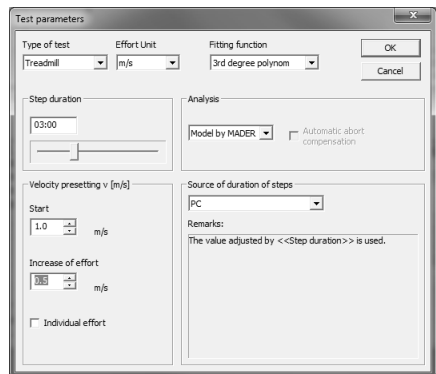 Test parameters
Type of test Effort Unit Fitting function
Treadmill m/s 3rd degree polynom OK
Cancel
Step duration
03:00
Analysis
Model by MADER Automatic abort
compensation
Velocity presetting v [m/s]
Start
1.0 m/s
Increase of effort
0.5 m/s
Individual effort
Source of duration of steps
PC
Remarks:
The value adjusted by <<Step duration>> is used.